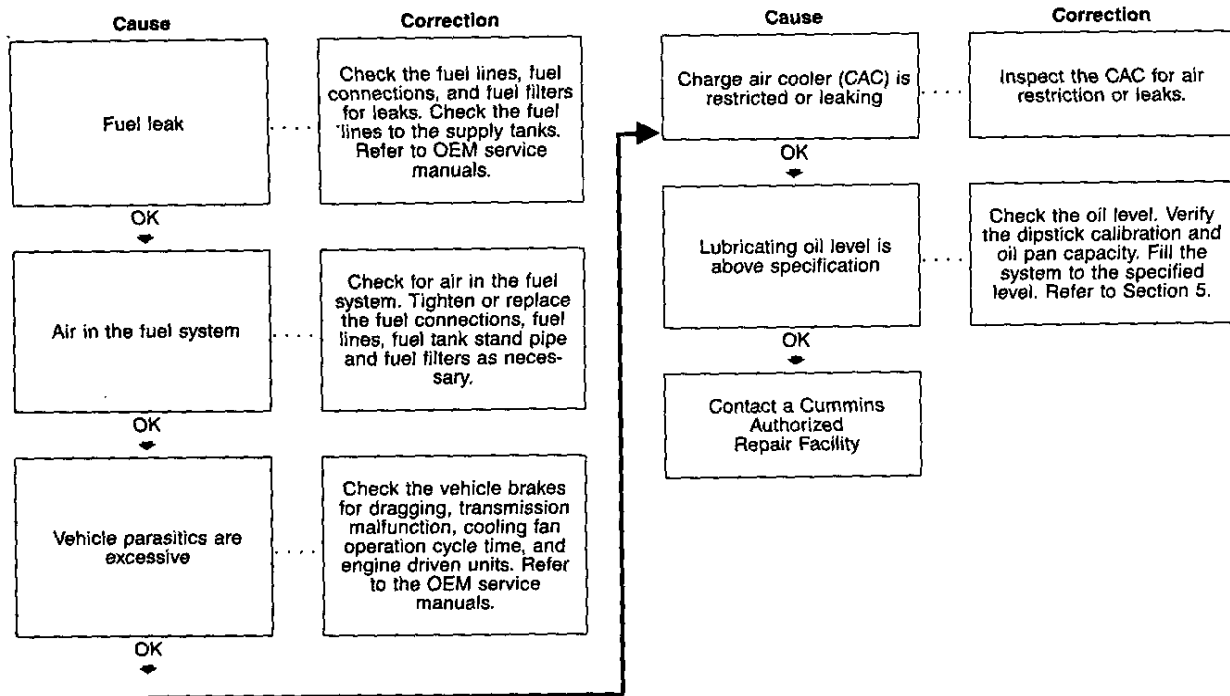 Cause
Correction
Fuel leak
Check the fuel lines, fuel
connections, and fuel filters
for leaks. Check the fuel
lines to the supply tanks.
Refer to OEM service
manuals.
OK
Air in the fuel system
Check for air in the fuel
system. Tighten or replace
the fuel connections, fuel
lines, fuel tank stand pipe
and fuel filters as neces-
sary.
OK
Vehicle parasitics are
excessive
Check the vehicle brakes
for dragging, transmission
malfunction, cooling fan
operation cycle time, and
engine driven units. Refer
to the OEM service
manuals.
OK
Cause
Correction
Charge air cooler (CAC) is
restricted or leaking
Inspect the CAC for air
restriction or leaks.
OK
Lubricating oil level is
above specification
Check the oil level. Verify
the dipstick calibration and
oil pan capacity. Fill the
system to the specified
level. Refer to Section 5.
OK
Contact a Cummins
Authorized
Repair Facility